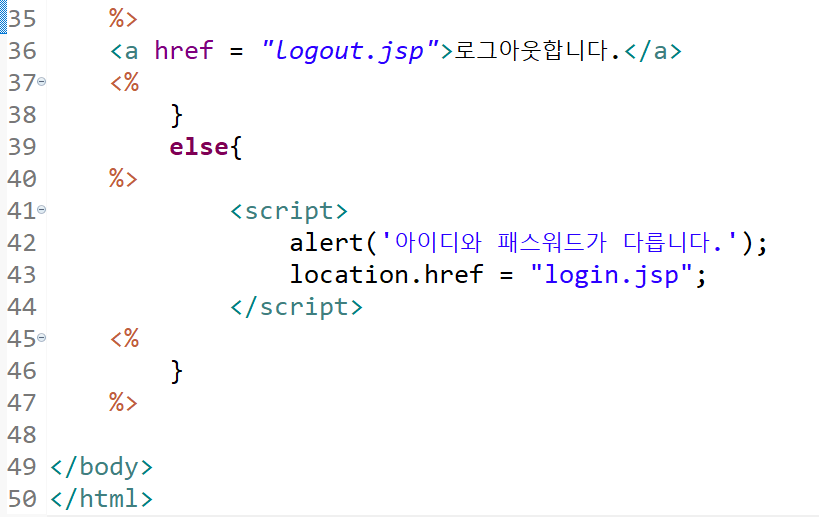 35 %>
36 <a href = "logout.jsp">로그아웃합니다.</a>
37 <%
38 }
39 else{
40 %>
41 <script>
42 alert('아이디와 패스워드가 다릅니다.');
43 location.href = "login.jsp";
44 </script>
45 <%
46 }
47 %>
48
49 </body>
50 </html>